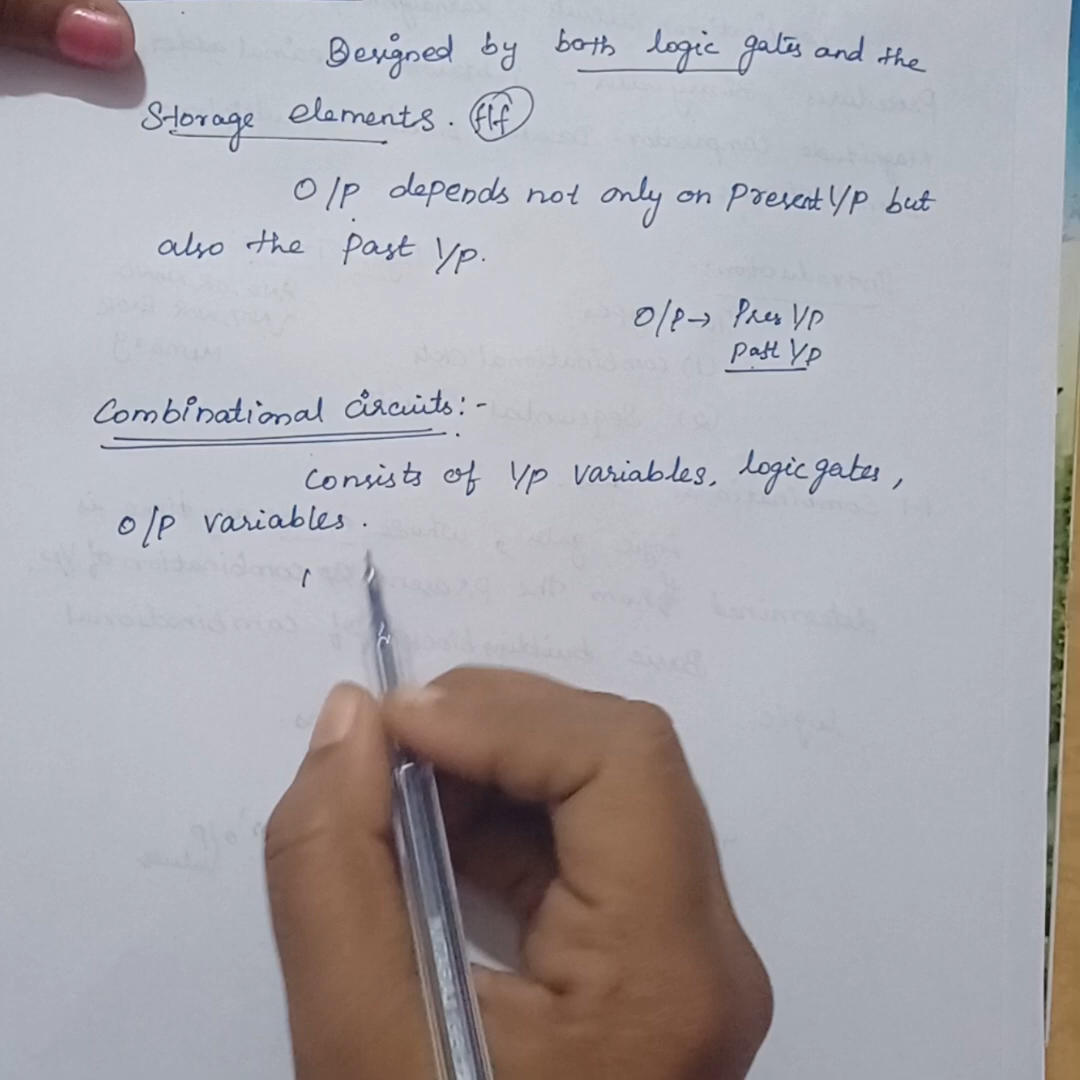 Designed by both logic gates and the
Storage elements. f/f
O/P depends not only on Present I/P but
also the Past I/P.
O/P → Pres I/P
Past I/P
Combinational Circuits:-
Consists of I/P variables, logic gates,
O/P variables.